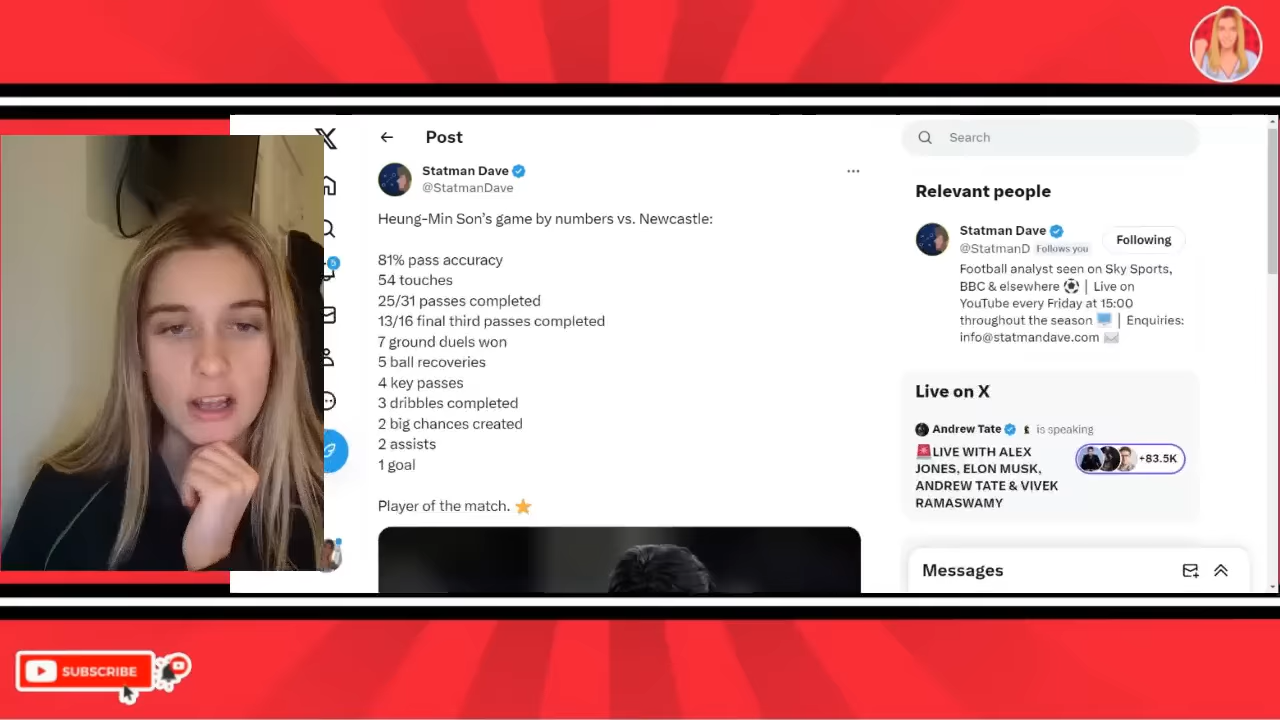 Post
Search
Statman Dave
@StatmanDave
Heung-Min Son's game by numbers vs. Newcastle:
81% pass accuracy
54 touches
25/31 passes completed
13/16 final third passes completed
7 ground duels won
5 ball recoveries
4 key passes
3 dribbles completed
2 big chances created
2 assists
1 goal
Player of the match.
Relevant people
Statman Dave
@StatmanD Follows you
Following
Football analyst seen on Sky Sports,
BBC & elsewhere | Live on
YouTube every Friday at 15:00
throughout the season | Enquiries:
info@statmandave.com
Live on X
Andrew Tate is speaking
LIVE WITH ALEX
JONES, ELON MUSK,
ANDREW TATE & VIVEK
RAMASWAMY
+83.5K
Messages
5
SUBSCRIBE